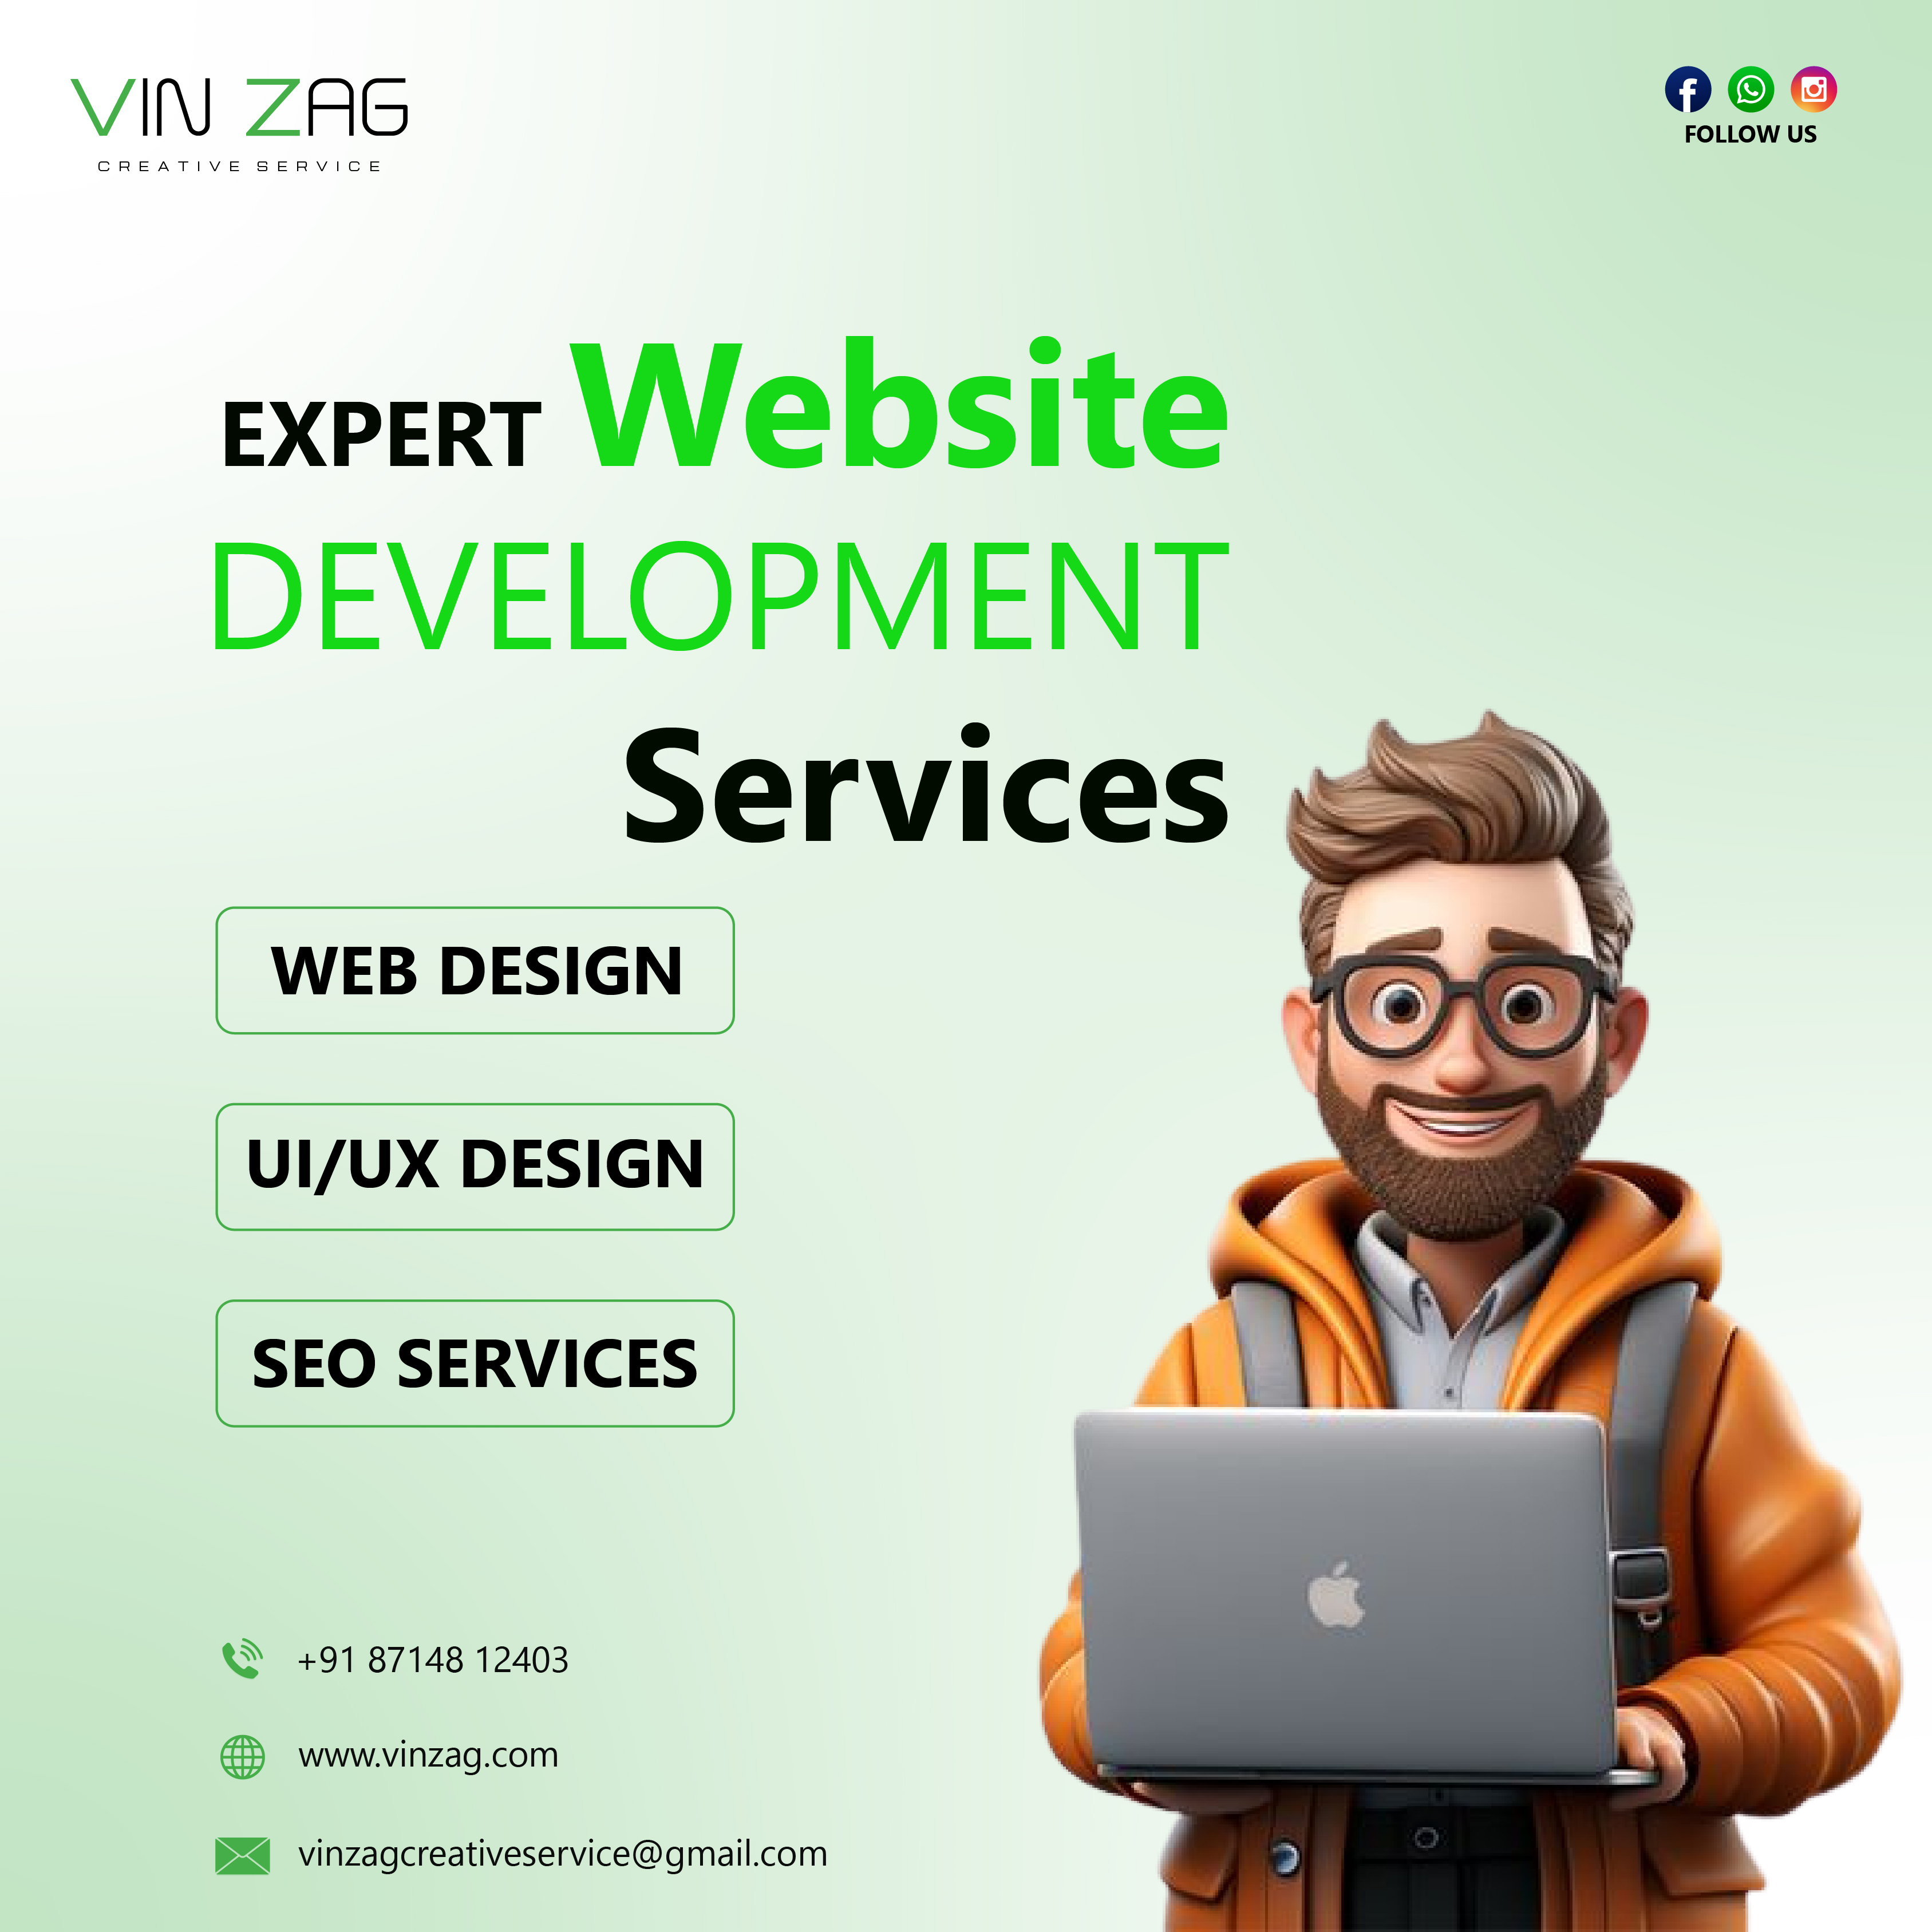 VIN ZAG
CREATIVE SERVICE
FOLLOW US
EXPERT Website
DEVELOPMENT
Services
WEB DESIGN
UI/UX DESIGN
SEO SERVICES
+91 87148 12403
www.vinzag.com
vinzagcreativeservice@gmail.com